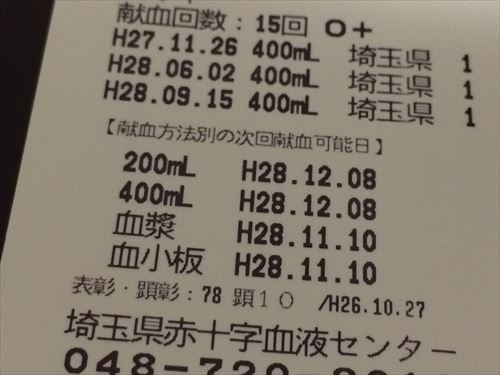 献血回数：15回 O+
H27.11.26 400mL 埼玉県 1
H28.06.02 400mL 埼玉県 1
H28.09.15 400mL 埼玉県 1
【献血方法別の次回献血可能日】
200mL H28.12.08
400mL H28.12.08
血漿 H28.11.10
血小板 H28.11.10
表彰・顕彰：78 顕10 /H26.10.27
埼玉県赤十字血液センター
048-720-